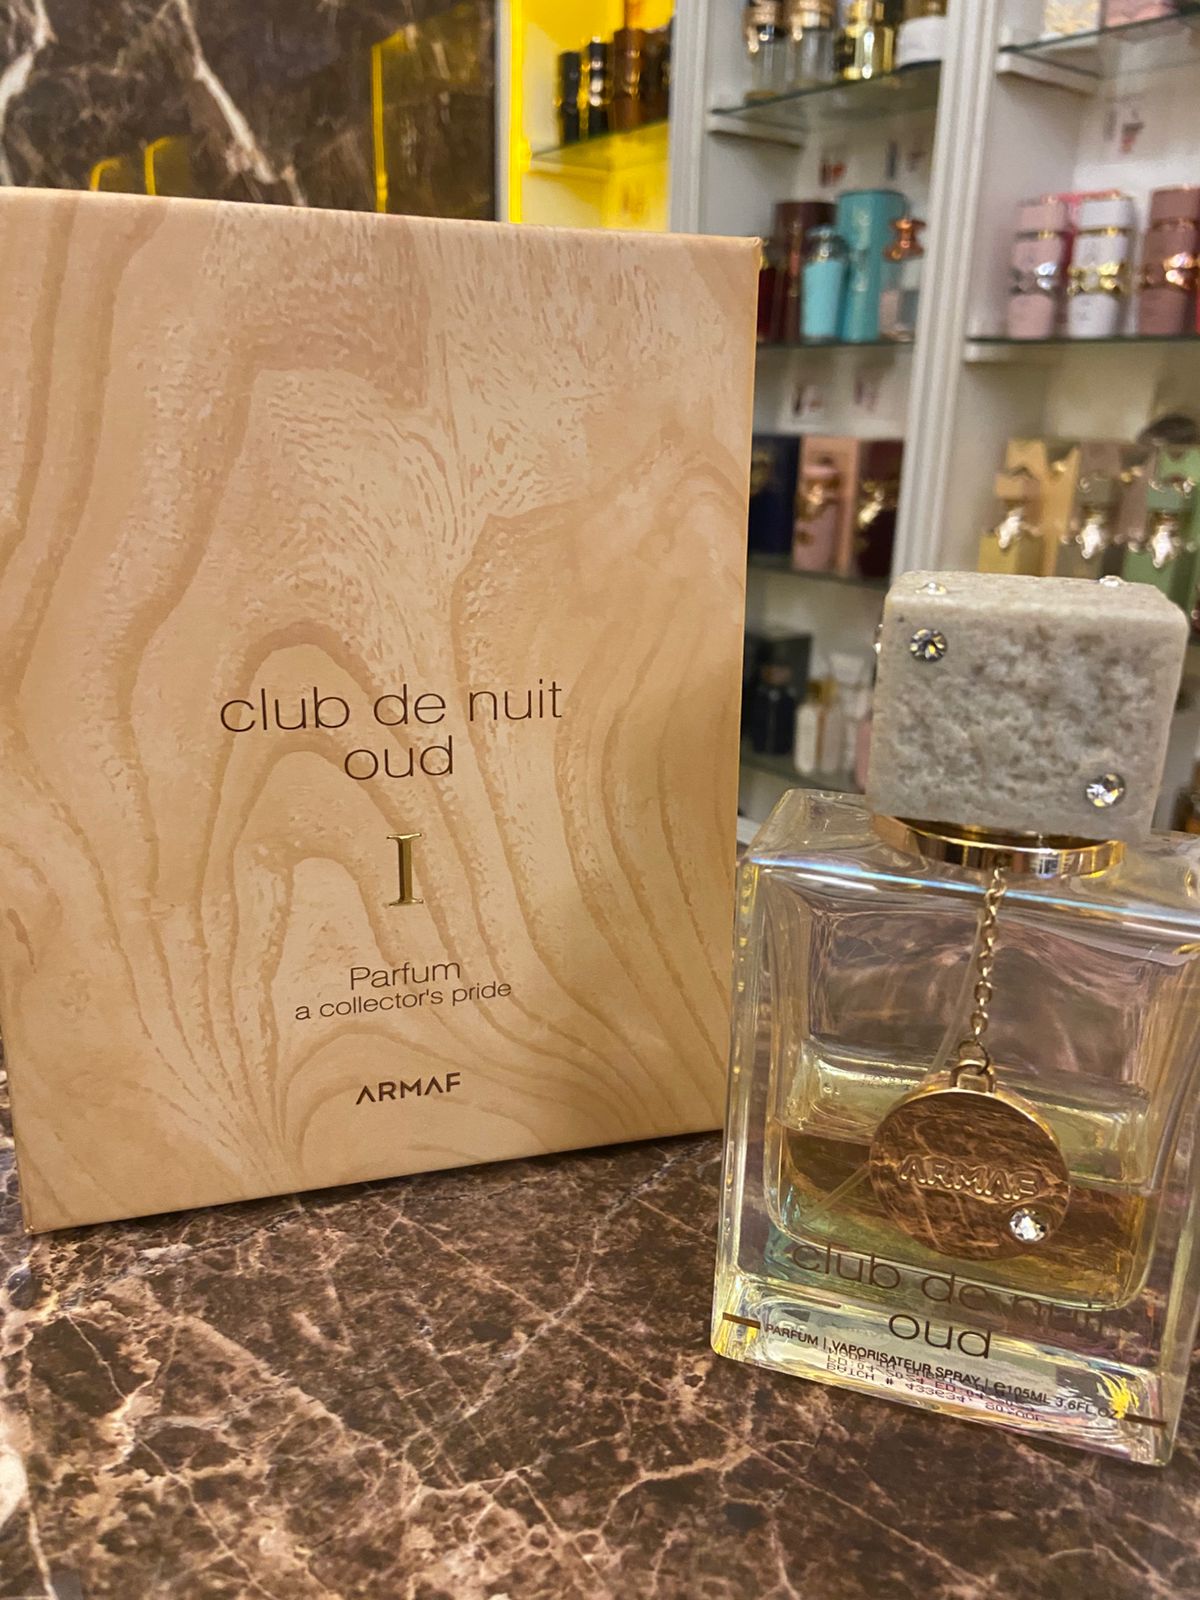 club de nuit
oud
I
Parfum
a collector's pride
ARMAF
ARMAF
club de nuit
oud
PARFUM | VAPORISATEUR SPRAY | e105ML 3.6FL.OZ